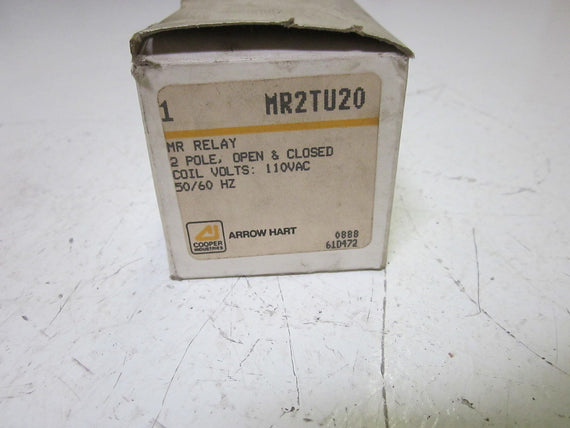 1 MR2TU20
MR RELAY
2 POLE, OPEN & CLOSED
COIL VOLTS: 110VAC
50/60 HZ
COOPER
INDUSTRIES
ARROW HART
0888
61D472